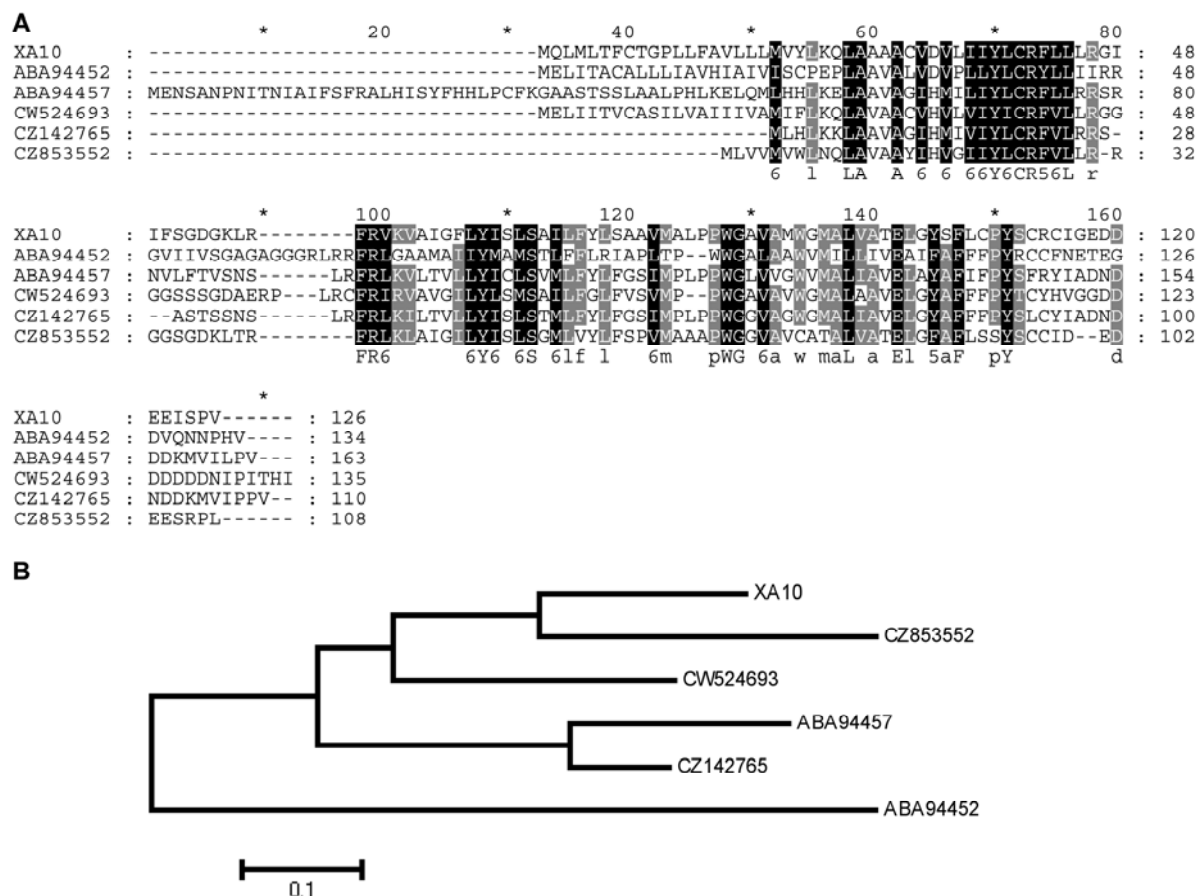 A
* 20 * 40 * 60 * 80
XA10 : --------------------------------MQLMLTFCTGPLLFAVLLLMVYLKQLAAAACVDVLIIYLCRFLLLRGI : 48
ABA94452 : --------------------------------MELITACALLLIAVHIAIVISCPEPLAAVALVDVPLLYLCRYLLIIRR : 48
ABA94457 : MENSANPNITNIAIFSFRALHISYFHHLPCFKGAASTSSLAALPHLKELQMLHHLKELAVAGIHMILYIYLCRFVLRRSR : 80
CW524693 : --------------------------------MELIITVCASILVAIIIVAMIFLKQLAAVACVHVLVIYICRFVLLRGG : 48
CZ142765 : ---------------------------------------------------MLHLKKLAAVAGIHMIVIYLCRFVLRRS- : 28
CZ853552 : -----------------------------------------------MLVVMVWLNQLAVAAYIHVGIIYLCRFVLLR-R : 32
6 l LA A 6 6 66Y6CR56L r
* 100 * 120 * 140 * 160
XA10 : IFSGDGKLR--------FRVKVAIGFLYISLSAILFYLSAAVMALPPWGAVAMWGMALVATELGYSFLCPYSCRCIGEDD : 120
ABA94452 : GVIIVSGAGAGGGRLRRFRLGAAMAIIYMAMSTLFFLRIAPLTP-WWGALAAWVMILLIVEAIFAFFFPYRCCFNETEG : 126
ABA94457 : NVLFTVSNS-----LRFRLKVLTVLLYICLSVMLFYLFGSIMPLPPWGLVVGWVMALIAVELAYAFIFPYSFRYIADND : 154
CW524693 : GGSSSGDAERP---LRCFRIRVAVGILYLSMSAILFGLFVSVMP--PWGAVAVWGMALAAVELGYAFFFPYTCYHVGGDD : 123
CZ142765 : --ASTSSNS-----LRFRLKILTVLLYISLSTMLFYLFGSIMPLPPWGGVAGWGMALIAVELGYAFFFPYSLCYIADND : 100
CZ853552 : GGSGDKLTR--------FRLKLAIGILYISLSGMLVYLFSPVMAAAPWGAVCATALVATELGFAFLSSYSCCID--ED : 102
FR6 6Y6 6S 6lf l 6m pWG 6a w maL a El 5aF pY d
*
XA10 : EEISPV------ : 126
ABA94452 : DVQNNPHV---- : 134
ABA94457 : DDKMVILPV--- : 163
CW524693 : DDDDDNIPITHI : 135
CZ142765 : NDDKMVIPPV-- : 110
CZ853552 : EESRPL------ : 108
B
XA10
CZ853552
CW524693
ABA94457
CZ142765
ABA94452
0.1